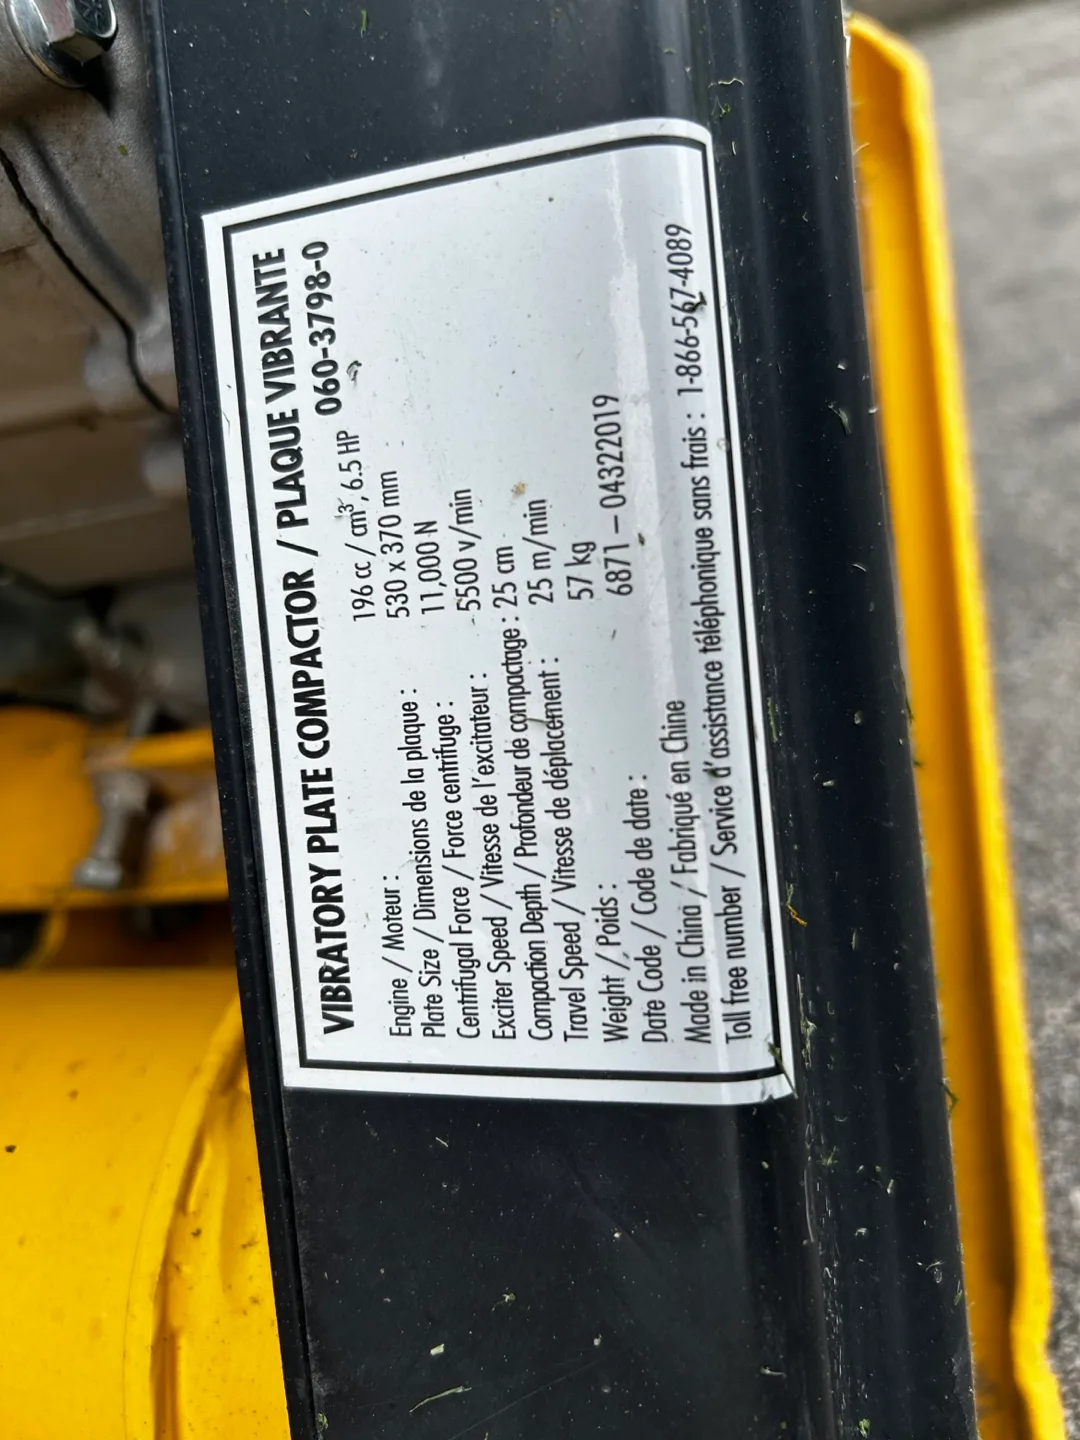 VIBRATORY PLATE COMPACTOR / PLAQUE VIBRANTE
060-3798-0
Engine / Moteur : 196 cc / cm³, 6.5 HP
Plate Size / Dimensions de la plaque : 530 x 370 mm
Centrifugal Force / Force centrifuge : 11,000 N
Exciter Speed / Vitesse de l'excitateur : 5500 v/min
Compaction Depth / Profondeur de compactage : 25 cm
Travel Speed / Vitesse de déplacement : 25 m/min
Weight / Poids : 57 kg
Date Code / Code de date : 6871 – 04322019
Made in China / Fabriqué en Chine
Toll free number / Service d'assistance téléphonique sans frais : 1-866-567-4089